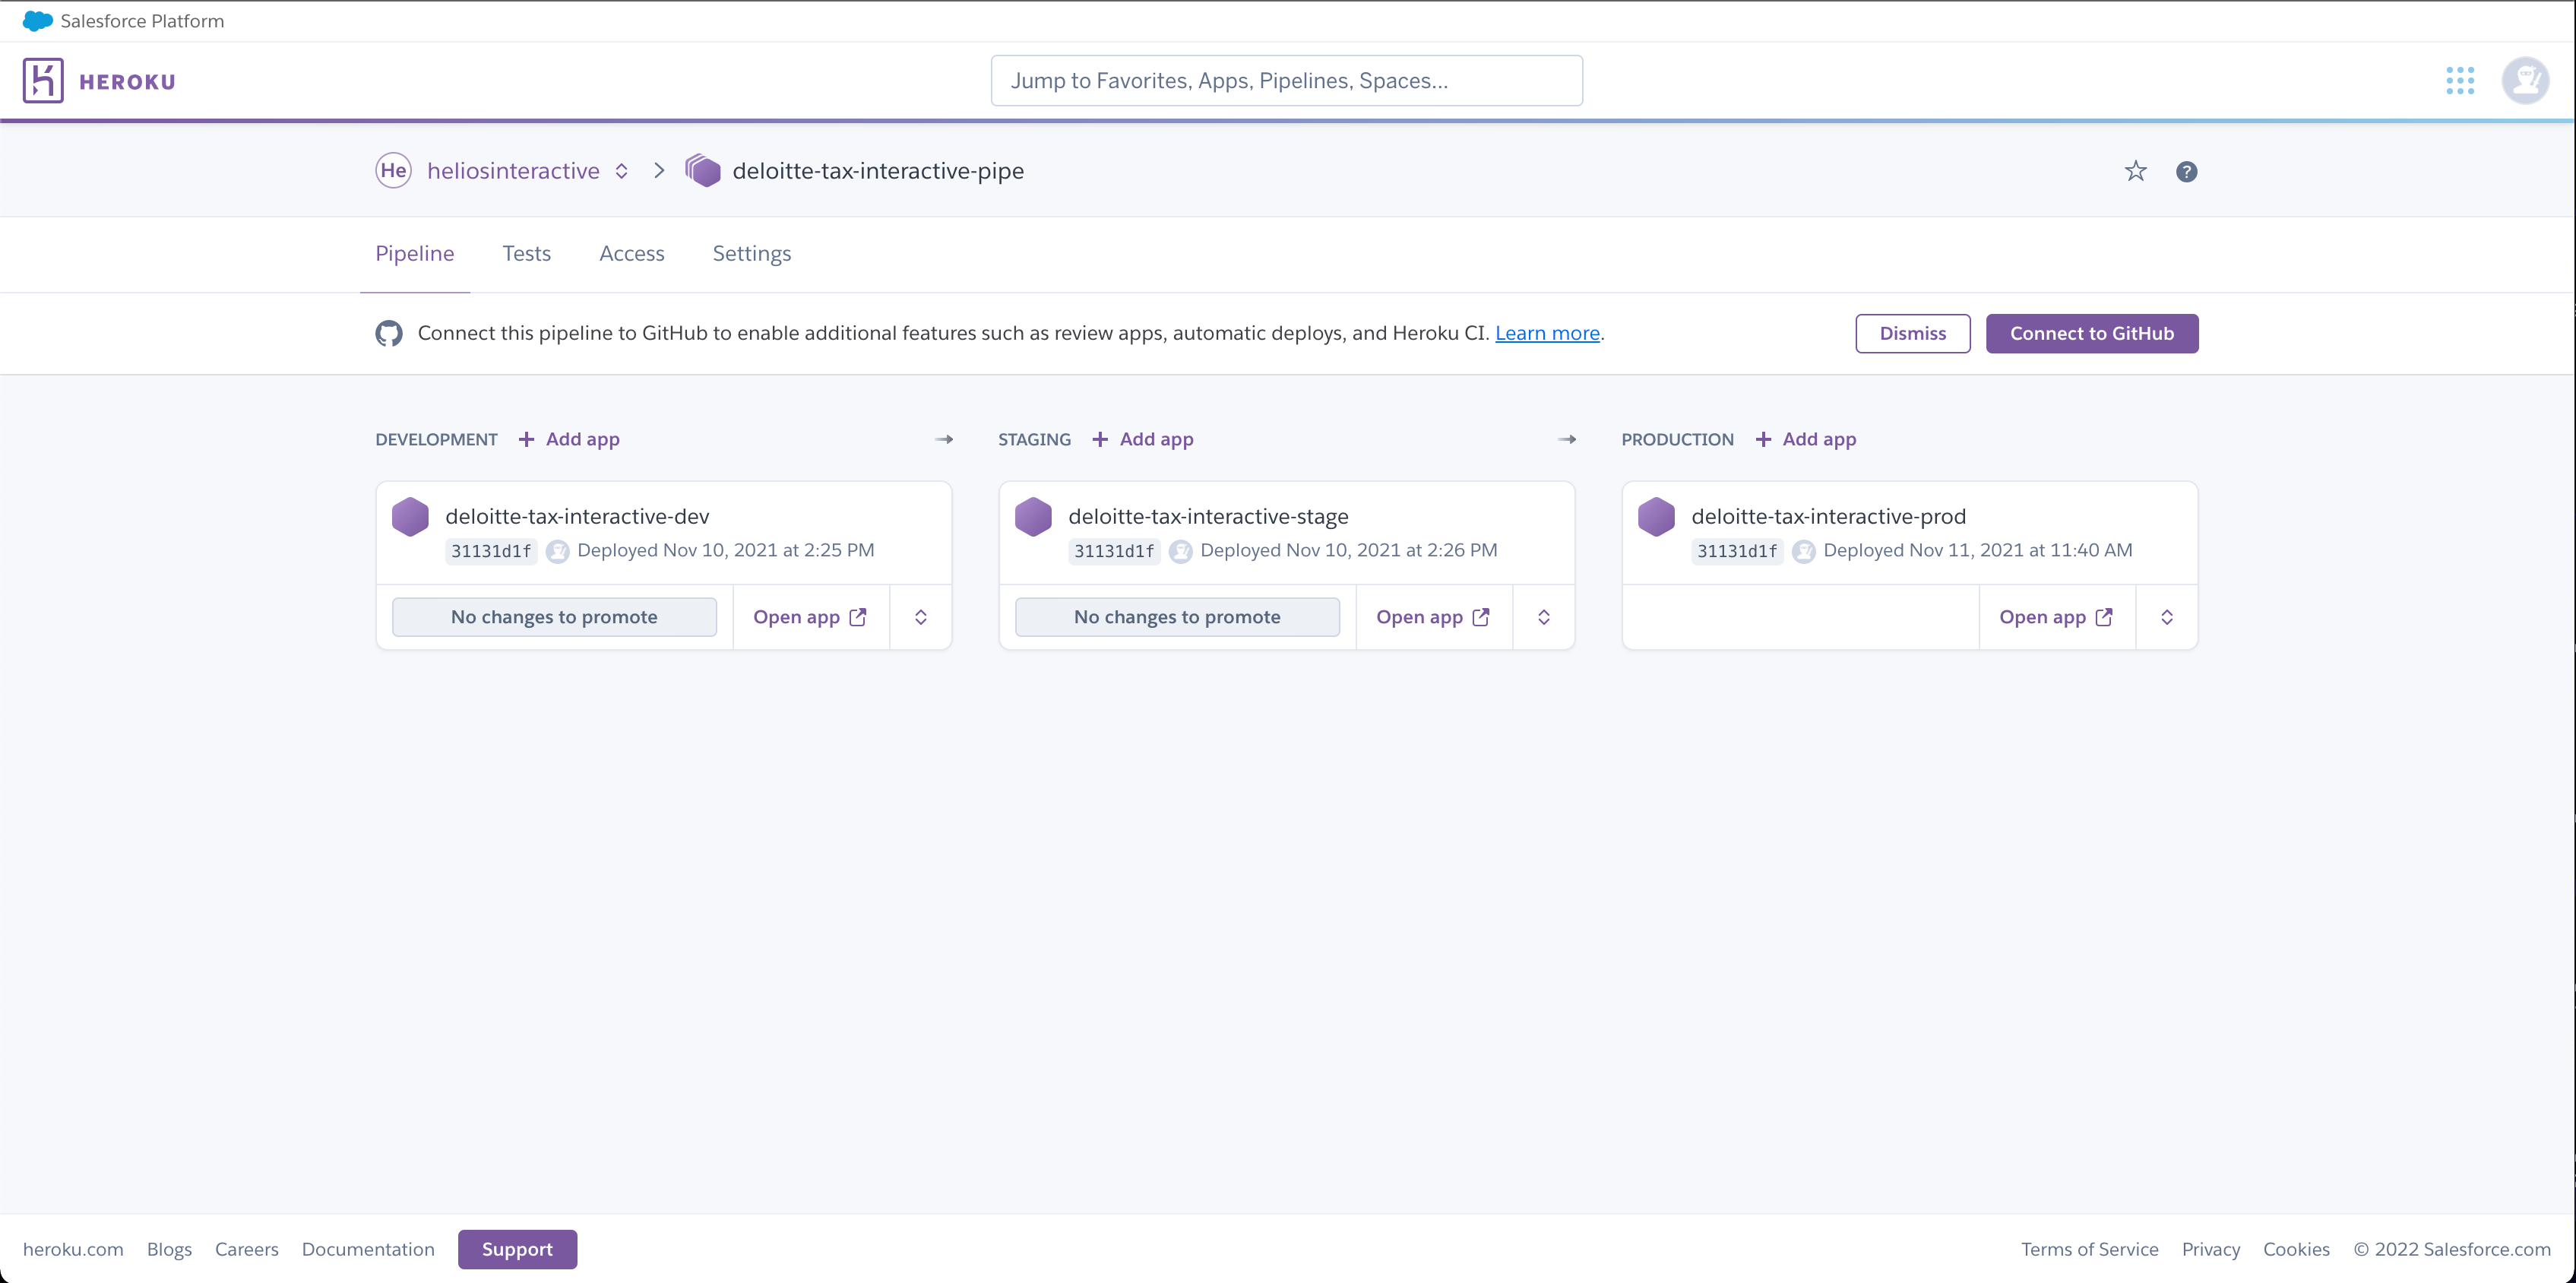 Salesforce Platform
HEROKU
Jump to Favorites, Apps, Pipelines, Spaces...
He heliosinteractive deloitte-tax-interactive-pipe ?
Pipeline Tests Access Settings
Connect this pipeline to GitHub to enable additional features such as review apps, automatic deploys, and Heroku CI. Learn more. Dismiss Connect to GitHub
DEVELOPMENT + Add app
deloitte-tax-interactive-dev
31131d1f Deployed Nov 10, 2021 at 2:25 PM
No changes to promote Open app
STAGING + Add app
deloitte-tax-interactive-stage
31131d1f Deployed Nov 10, 2021 at 2:26 PM
No changes to promote Open app
PRODUCTION + Add app
deloitte-tax-interactive-prod
31131d1f Deployed Nov 11, 2021 at 11:40 AM
Open app
heroku.com Blogs Careers Documentation Support Terms of Service Privacy Cookies © 2022 Salesforce.com